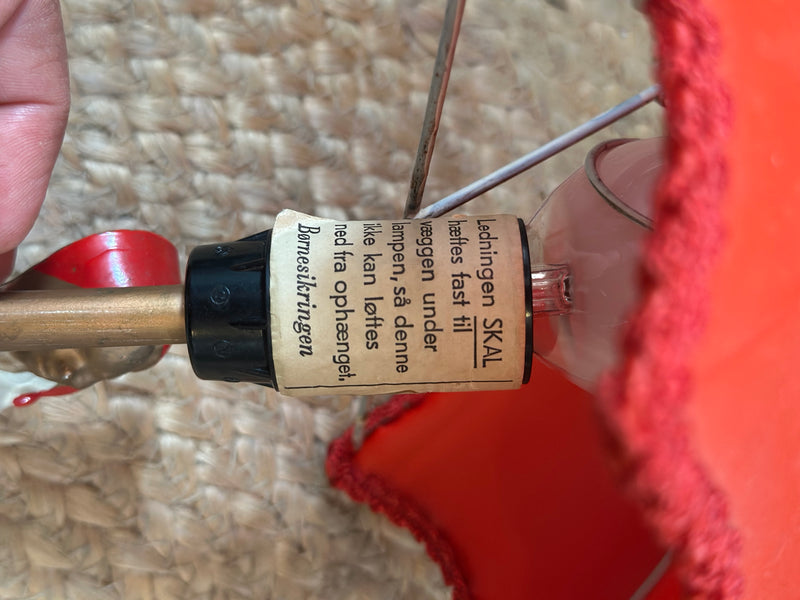 Ledningen SKAL
hæftes fast til
væggen under
lampen, så denne
ikke kan løftes
ned fra ophænget.
Børnesikringen